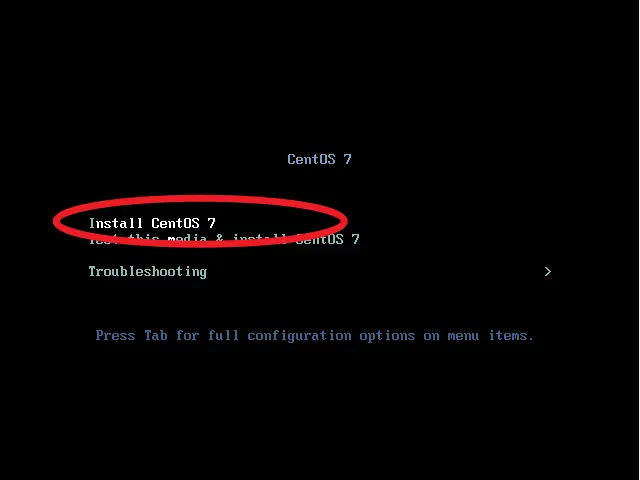 CentOS 7
Install CentOS 7
Test this media & install CentOS 7
Troubleshooting >
Press Tab for full configuration options on menu items.